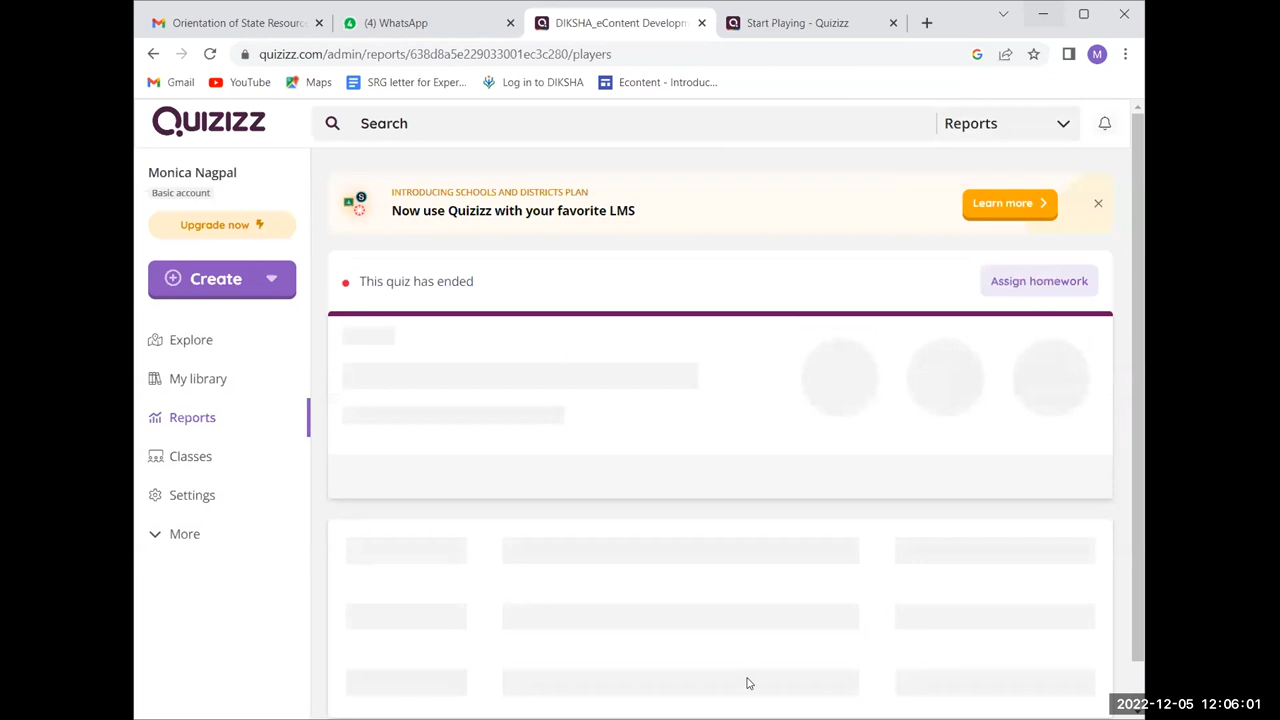 Orientation of State Resourc
(4) WhatsApp
DIKSHA_eContent Developm
Start Playing - Quizizz
quizizz.com/admin/reports/638d8a5e229033001ec3c280/players
M
Gmail
YouTube
Maps
SRG letter for Exper...
Log in to DIKSHA
Econtent - Introduc...
QUIZIZZ
Search
Reports
Monica Nagpal
Basic account
Upgrade now
Create
Explore
My library
Reports
Classes
Settings
More
INTRODUCING SCHOOLS AND DISTRICTS PLAN
Now use Quizizz with your favorite LMS
Learn more
This quiz has ended
Assign homework
2022-12-05 12:06:01